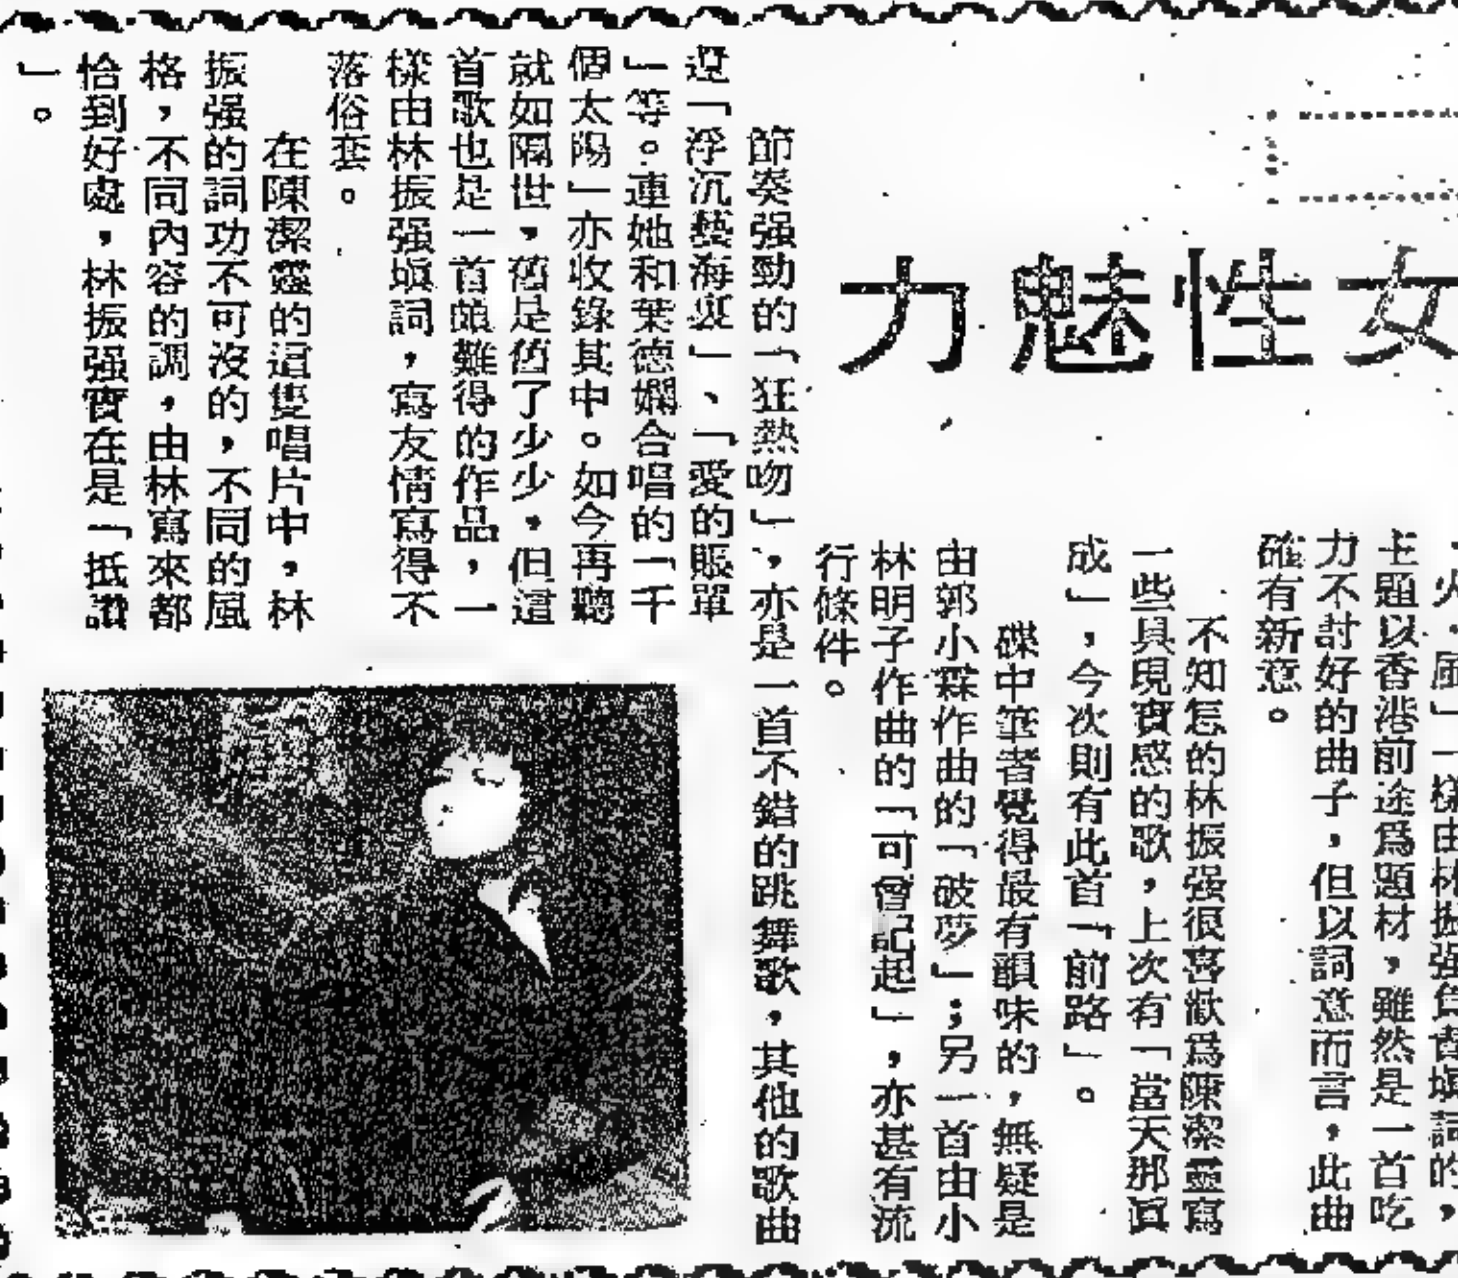 女性魅力
火・風」一樣由林振强負責塡詞的，
主題以香港前途爲題材，雖然是一首吃
力不討好的曲子，但以詞意而言，此曲
確有新意。
不知怎的林振强很喜歡爲陳潔靈寫
一些具現實感的歌，上次有「當天那眞
成」，今次則有此首「前路」。
碟中筆者覺得最有韻味的，無疑是
由郭小霖作曲的「破夢」；另一首由小
林明子作曲的「可曾記起」，亦甚有流
行條件。
節奏强勁的「狂熱吻」，亦是一首不錯的跳舞歌，其他的歌曲
還「浮沉藝海裏」、「愛的賬單
」等。連她和葉德嫻合唱的「千
個太陽」亦收錄其中。如今再聽
就如隔世，舊是舊了少少，但這
首歌也是一首頗難得的作品，一
樣由林振强塡詞，寫友情寫得不
落俗套。
在陳潔靈的這隻唱片中，林
振强的詞功不可沒的，不同的風
格，不同內容的調，由林寫來都
恰到好處，林振强實在是「抵讚
」。